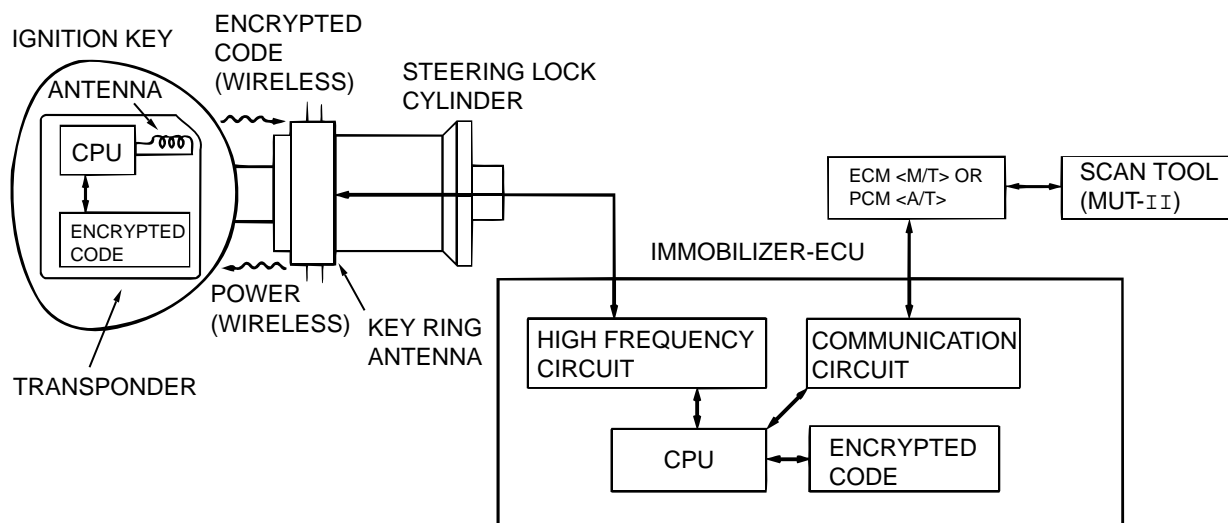 IGNITION KEY
ANTENNA
CPU
ENCRYPTED
CODE
TRANSPONDER
ENCRYPTED
CODE
(WIRELESS)
POWER
(WIRELESS)
STEERING LOCK
CYLINDER
KEY RING
ANTENNA
ECM <M/T> OR
PCM <A/T>
SCAN TOOL
(MUT-II)
IMMOBILIZER-ECU
HIGH FREQUENCY
CIRCUIT
COMMUNICATION
CIRCUIT
CPU
ENCRYPTED
CODE